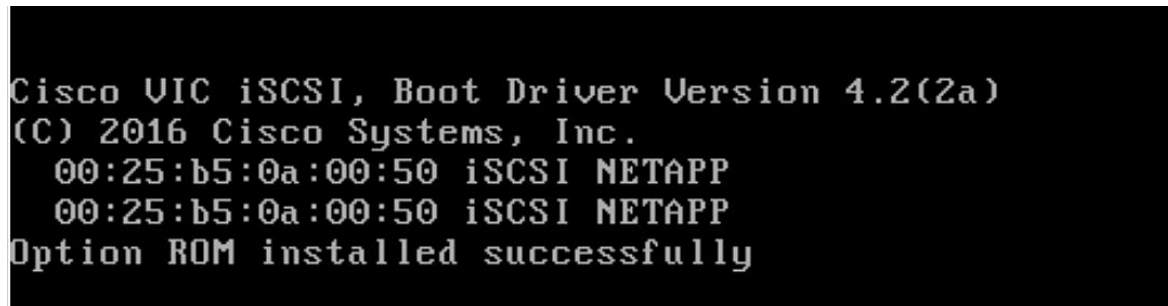 Cisco VIC iSCSI, Boot Driver Version 4.2(2a)
(C) 2016 Cisco Systems, Inc.
00:25:b5:0a:00:50 iSCSI NETAPP
00:25:b5:0a:00:50 iSCSI NETAPP
Option ROM installed successfully